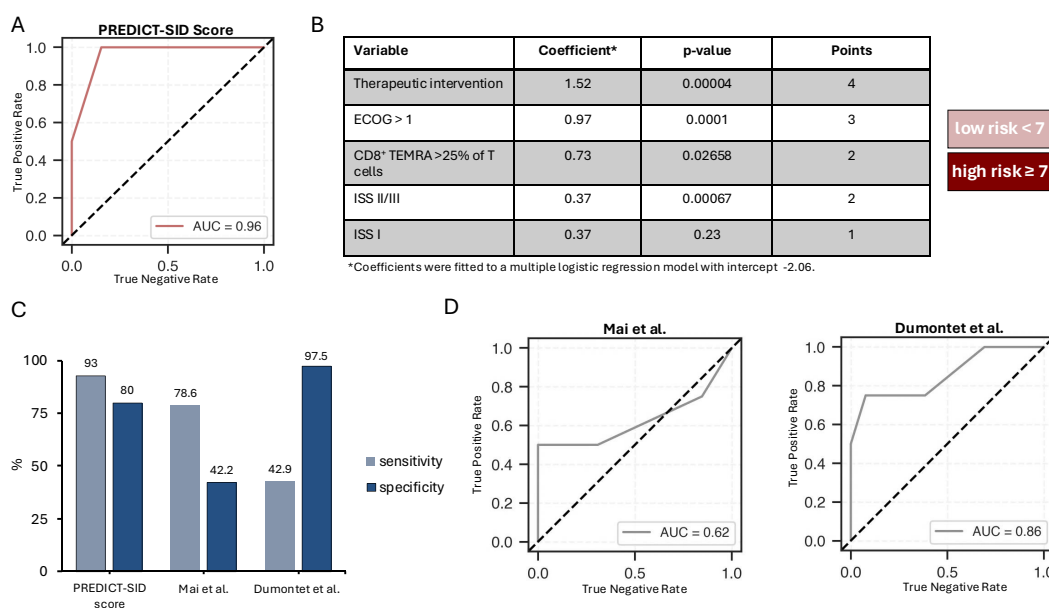 A
PREDICT-SID Score
1.0
0.8
0.6
0.4
0.2
0.0
True Positive Rate
AUC = 0.96
0.0 0.5 1.0
True Negative Rate
B
Variable Coefficient* p-value Points
Therapeutic intervention 1.52 0.00004 4
ECOG > 1 0.97 0.0001 3
CD8⁺ TEMRA >25% of T
cells 0.73 0.02658 2
ISS II/III 0.37 0.00067 2
ISS I 0.37 0.23 1
*Coefficients were fitted to a multiple logistic regression model with intercept -2.06.
low risk < 7
high risk ≥ 7
C
100
75
50
25
0
%
93
80
78.6
42.2
42.9
97.5
PREDICT-SID
score
Mai et al.
Dumontet et al.
sensitivity
specificity
D
Mai et al.
1.0
0.8
0.6
0.4
0.2
0.0
True Positive Rate
AUC = 0.62
0.0 0.5 1.0
True Negative Rate
Dumontet et al.
1.0
0.8
0.6
0.4
0.2
0.0
True Positive Rate
AUC = 0.86
0.0 0.5 1.0
True Negative Rate